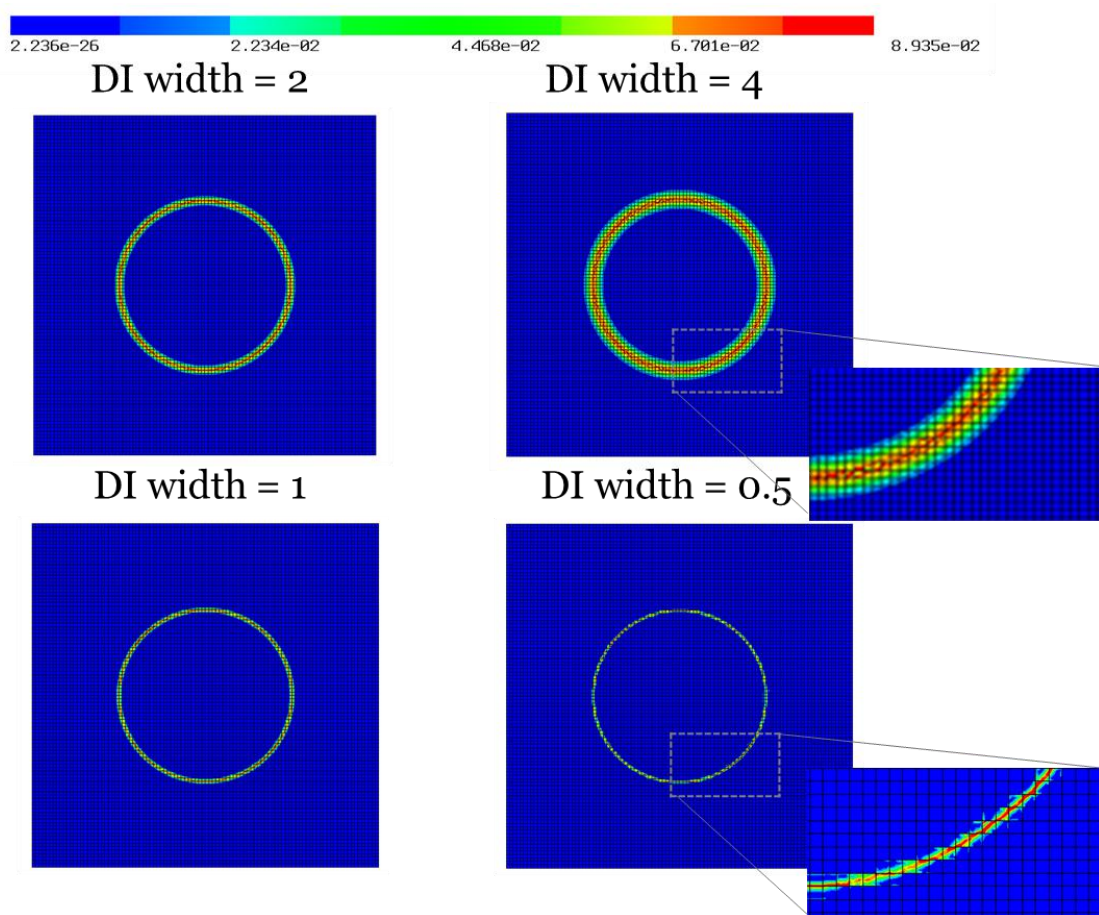 2.236e-26 2.234e-02 4.468e-02 6.701e-02 8.935e-02
DI width = 2
DI width = 4
DI width = 1
DI width = 0.5